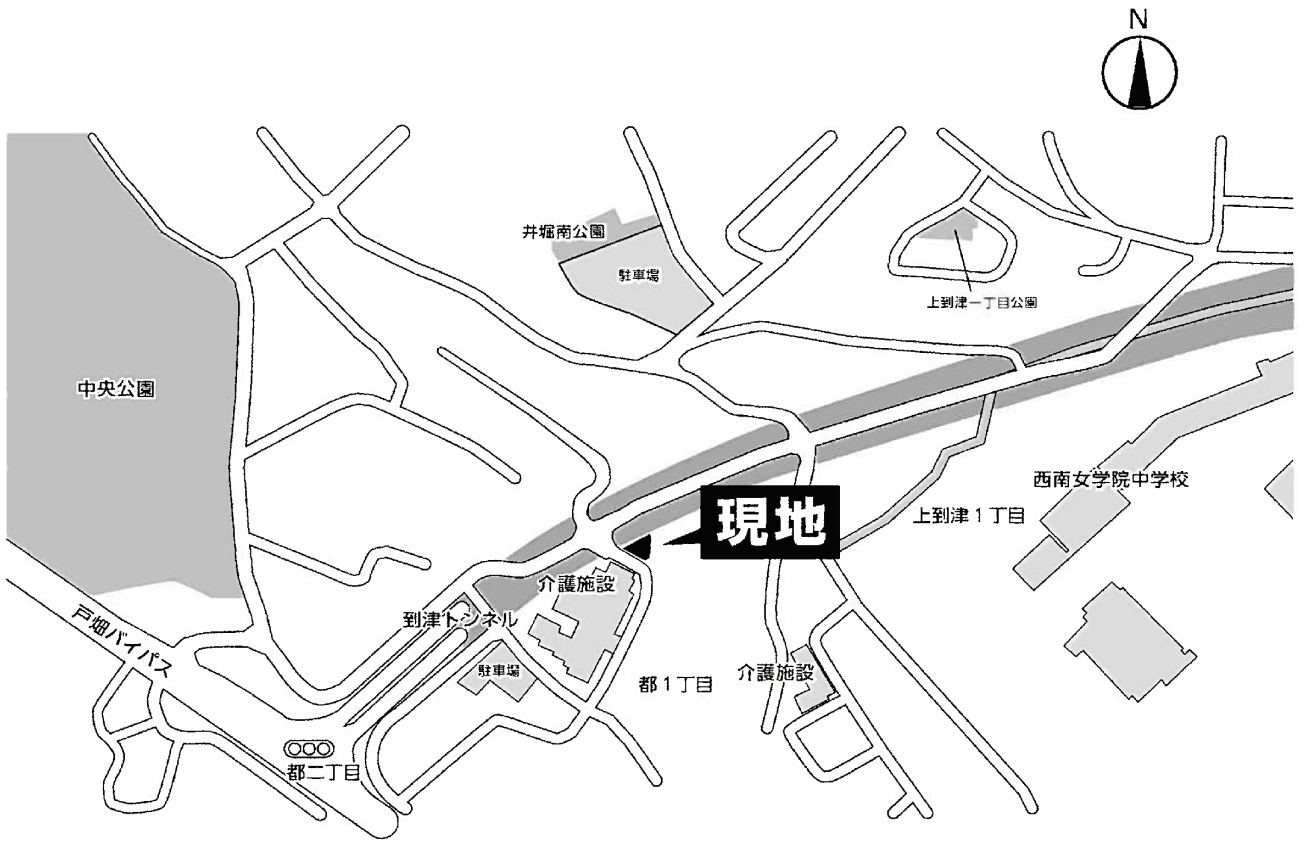 N
井堀南公園
駐車場
上到津一丁目公園
中央公園
西南女学院中学校
現地
上到津1丁目
介護施設
到津トンネル
戸畑バイパス
駐車場
都1丁目
介護施設
都二丁目